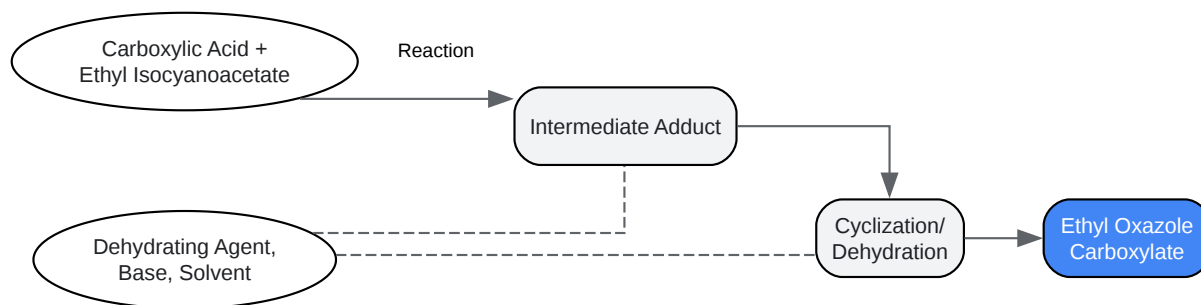 Carboxylic Acid +
Ethyl Isocyanoacetate
Reaction
Intermediate Adduct
Dehydrating Agent,
Base, Solvent
Cyclization/
Dehydration
Ethyl Oxazole
Carboxylate